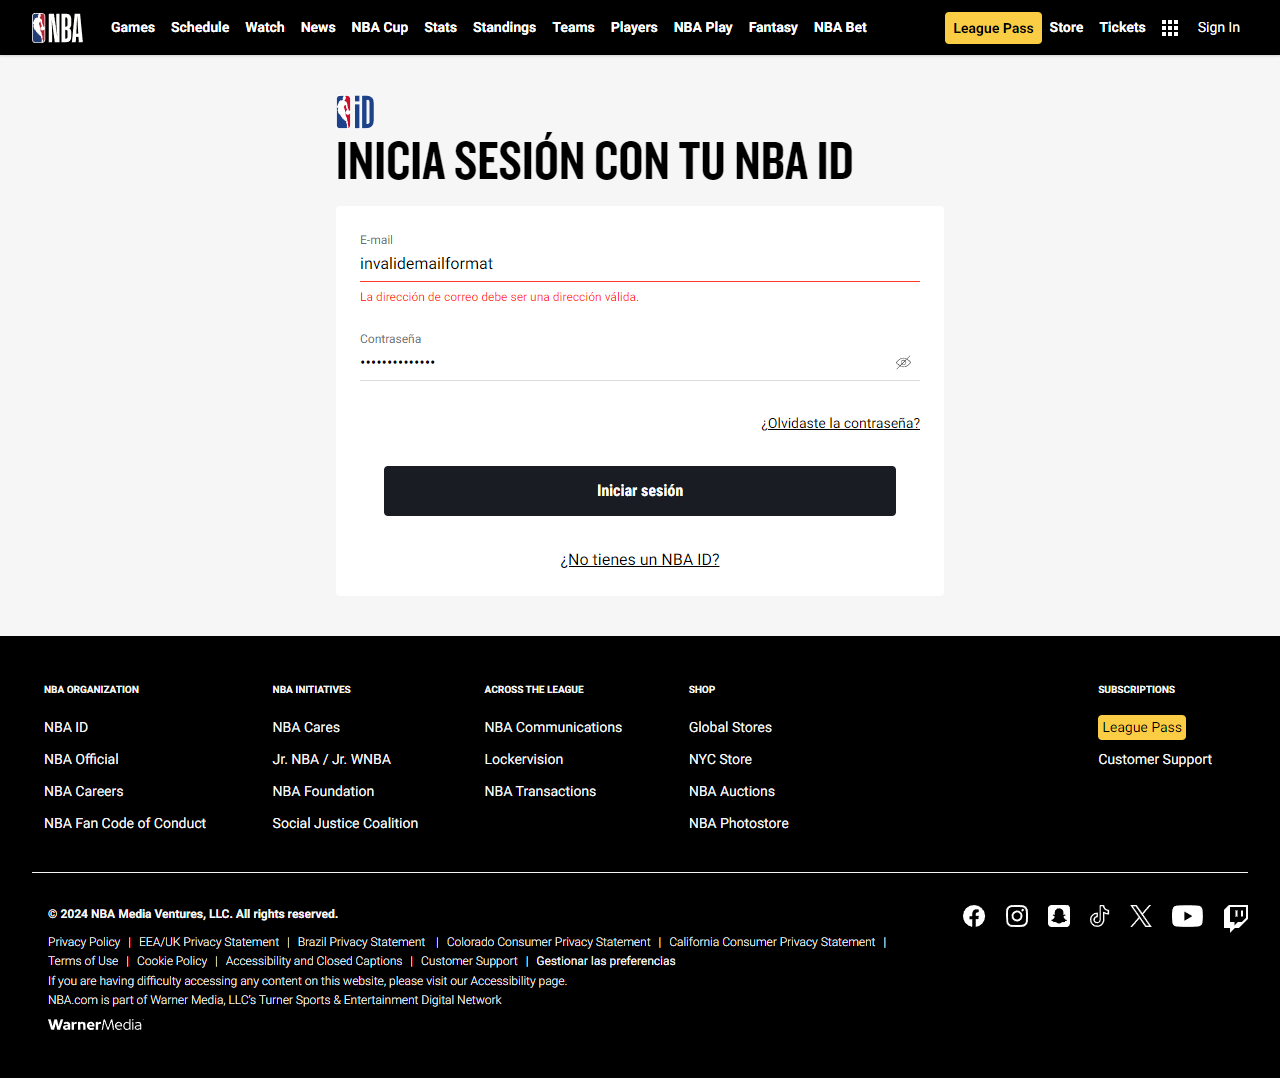 NBA Games Schedule Watch News NBA Cup Stats Standings Teams Players NBA Play Fantasy NBA Bet League Pass Store Tickets Sign In
iD
INICIA SESIÓN CON TU NBA ID
E-mail
invalidemailformat
La dirección de correo debe ser una dirección válida.
Contraseña
••••••••••••••
¿Olvidaste la contraseña?
Iniciar sesión
¿No tienes un NBA ID?
NBA ORGANIZATION
NBA ID
NBA Official
NBA Careers
NBA Fan Code of Conduct
NBA INITIATIVES
NBA Cares
Jr. NBA / Jr. WNBA
NBA Foundation
Social Justice Coalition
ACROSS THE LEAGUE
NBA Communications
Lockervision
NBA Transactions
SHOP
Global Stores
NYC Store
NBA Auctions
NBA Photostore
SUBSCRIPTIONS
League Pass
Customer Support
© 2024 NBA Media Ventures, LLC. All rights reserved.
Privacy Policy | EEA/UK Privacy Statement | Brazil Privacy Statement | Colorado Consumer Privacy Statement | California Consumer Privacy Statement |
Terms of Use | Cookie Policy | Accessibility and Closed Captions | Customer Support | Gestionar las preferencias
If you are having difficulty accessing any content on this website, please visit our Accessibility page.
NBA.com is part of Warner Media, LLC's Turner Sports & Entertainment Digital Network
WarnerMedia